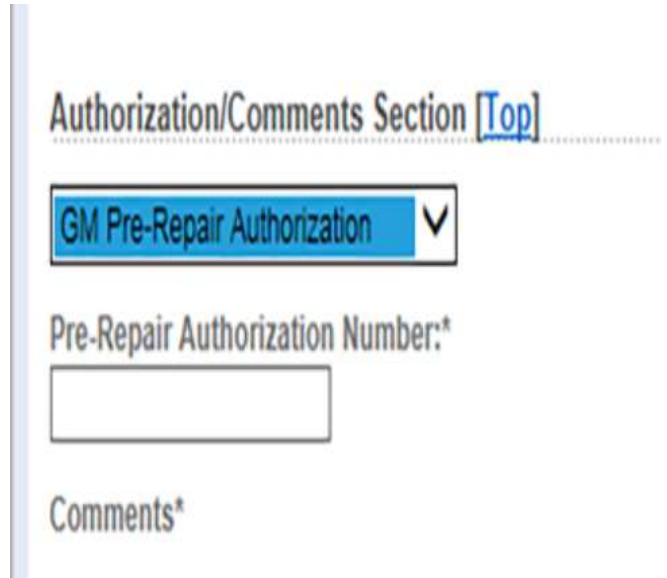 Authorization/Comments Section [Top]
GM Pre-Repair Authorization
Pre-Repair Authorization Number:*
Comments*